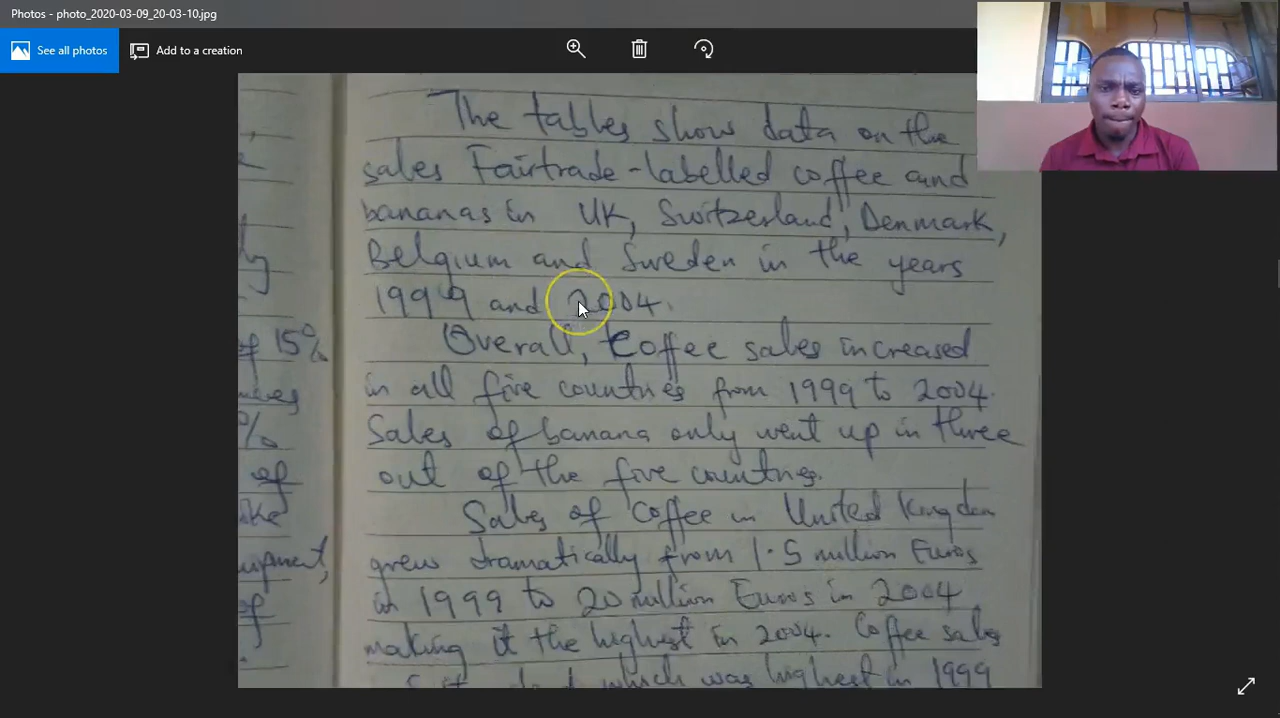 Photos - photo_2020-03-09_20-03-10.jpg
See all photos
Add to a creation
The tables show data on the
sales Fairtrade-labelled coffee and
bananas in UK, Switzerland, Denmark,
Belgium and Sweden in the years
1999 and 2004.
Overall, Coffee sales increased
in all five countries from 1999 to 2004.
Sales of banana only went up in three
out of the five countries.
Sales of Coffee in United Kingdom
grew dramatically from 1.5 million Euros
in 1999 to 20 million Euros in 2004
making it the highest in 2004. Coffee sales
which was highest in 1999
of 15%
%
of
of